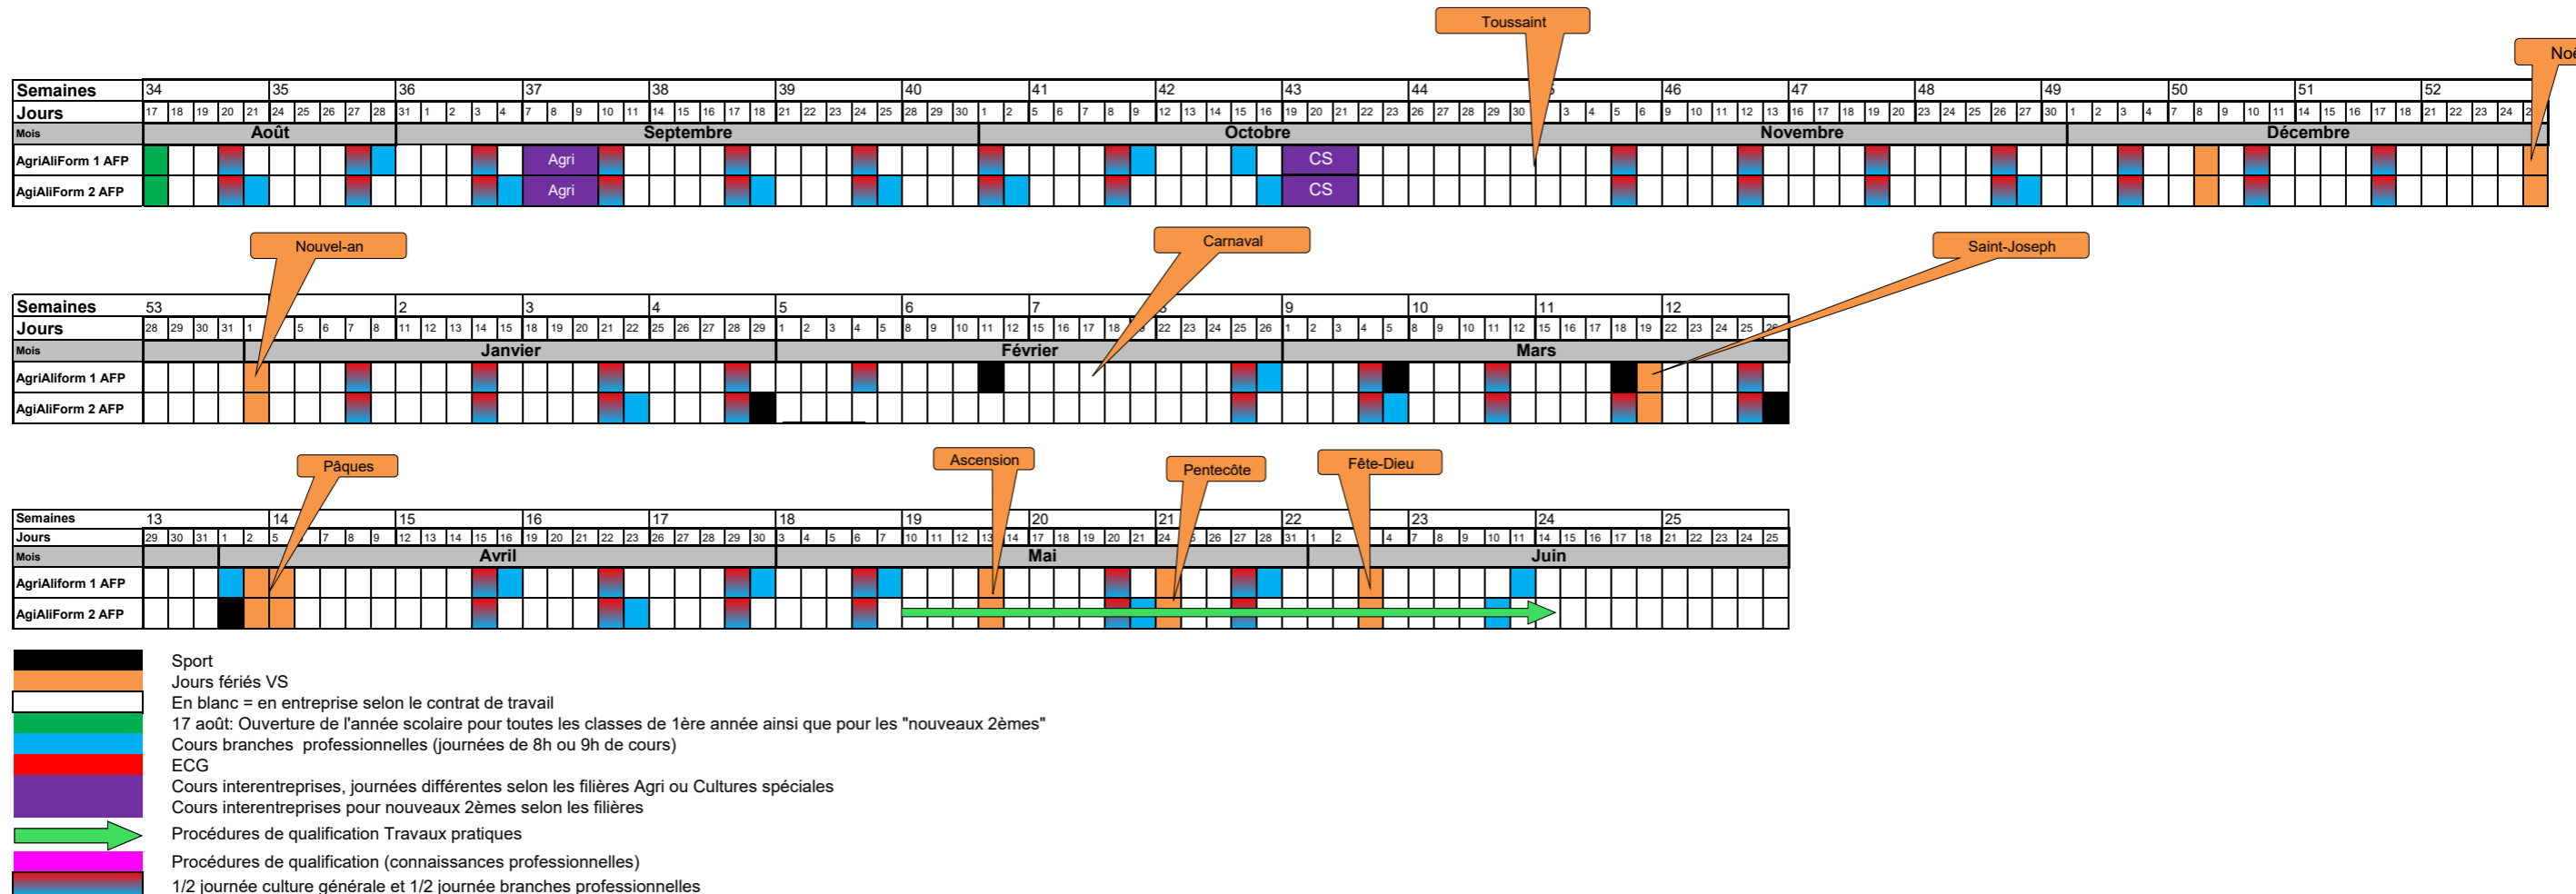 Toussaint
Semaines 34 35 36 37 38 39 40 41 42 43 44 46 47 48 49 50 51 52
Jours 17 18 19 20 21 24 25 26 27 28 31 1 2 3 4 7 8 9 10 11 14 15 16 17 18 21 22 23 24 25 28 29 30 1 2 5 6 7 8 9 12 13 14 15 16 19 20 21 22 23 26 27 28 29 30 3 4 5 6 9 10 11 12 13 16 17 18 19 20 23 24 25 26 27 30 1 2 3 4 7 8 9 10 11 14 15 16 17 18 21 22 23 24
Mois Août Septembre Octobre Novembre Décembre
AgriAliForm 1 AFP Agri CS
AgiAliForm 2 AFP Agri CS
Nouvel-an Carnaval Saint-Joseph
Semaines 53 2 3 4 5 6 7 9 10 11 12
Jours 28 29 30 31 1 5 6 7 8 11 12 13 14 15 18 19 20 21 22 25 26 27 28 29 1 2 3 4 5 8 9 10 11 12 15 16 17 18 22 23 24 25 26 1 2 3 4 5 8 9 10 11 12 15 16 17 18 19 22 23 24 25 26
Mois Janvier Février Mars
AgriAliform 1 AFP
AgiAliForm 2 AFP
Pâques Ascension Pentecôte Fête-Dieu
Semaines 13 14 15 16 17 18 19 20 21 22 23 24 25
Jours 29 30 31 1 2 5 7 8 9 12 13 14 15 16 19 20 21 22 23 26 27 28 29 30 3 4 5 6 7 10 11 12 13 14 17 18 19 20 21 24 25 26 27 28 31 1 2 4 7 8 9 10 11 14 15 16 17 18 21 22 23 24 25
Mois Avril Mai Juin
AgriAliform 1 AFP
AgiAliForm 2 AFP
Sport
Jours fériés VS
En blanc = en entreprise selon le contrat de travail
17 août: Ouverture de l'année scolaire pour toutes les classes de 1ère année ainsi que pour les "nouveaux 2èmes"
Cours branches professionnelles (journées de 8h ou 9h de cours)
ECG
Cours interentreprises, journées différentes selon les filières Agri ou Cultures spéciales
Cours interentreprises pour nouveaux 2èmes selon les filières
Procédures de qualification Travaux pratiques
Procédures de qualification (connaissances professionnelles)
1/2 journée culture générale et 1/2 journée branches professionnelles